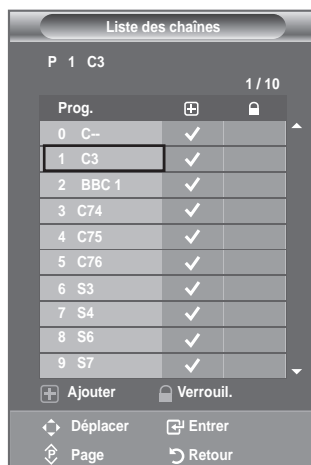 Liste des chaînes
P 1 C3
1 / 10
Prog.
0 C--
1 C3
2 BBC 1
3 C74
4 C75
5 C76
6 S3
7 S4
8 S6
9 S7
Ajouter Verrouil.
Déplacer Entrer
Page Retour